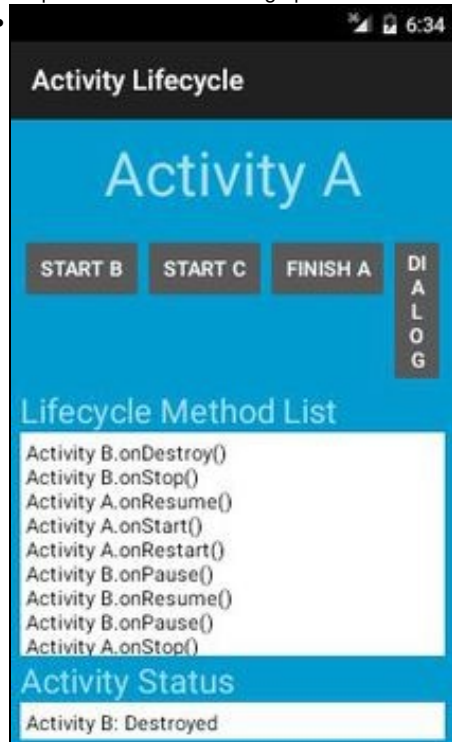 6:34
Activity Lifecycle
Activity A
START B START C FINISH A DI
A
L
O
G
Lifecycle Method List
Activity B.onDestroy()
Activity B.onStop()
Activity A.onResume()
Activity A.onStart()
Activity A.onRestart()
Activity B.onPause()
Activity B.onResume()
Activity B.onPause()
Activity A.onStop()
Activity Status
Activity B: Destroyed